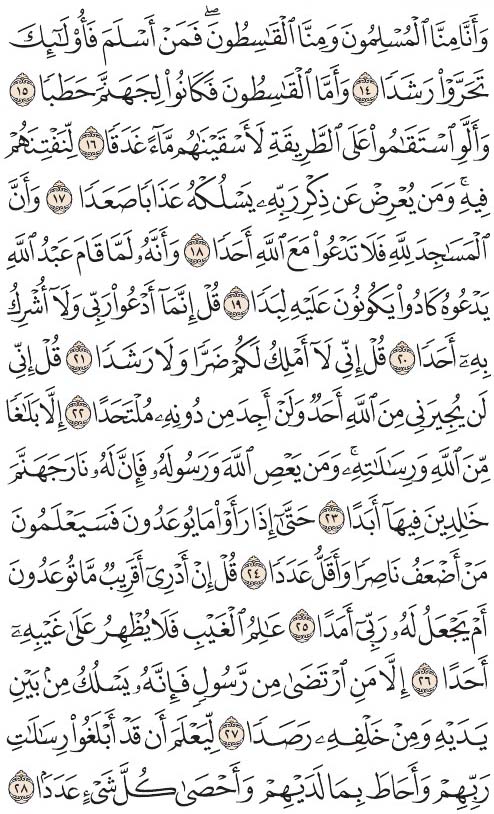 وَأَنَّا مِنَّا ٱلْمُسْلِمُونَ وَمِنَّا ٱلْقَٰسِطُونَۖ فَمَنْ أَسْلَمَ فَأُو۟لَٰٓئِكَ
تَحَرَّوْا۟ رَشَدًا ١٤ وَأَمَّا ٱلْقَٰسِطُونَ فَكَانُوا۟ لِجَهَنَّمَ حَطَبًا ١٥
وَأَلَّوِ ٱسْتَقَٰمُوا۟ عَلَى ٱلطَّرِيقَةِ لَأَسْقَيْنَٰهُم مَّآءً غَدَقًا ١٦ لِّنَفْتِنَهُمْ
فِيهِۚ وَمَن يُعْرِضْ عَن ذِكْرِ رَبِّهِۦ يَسْلُكْهُ عَذَابًا صَعَدًا ١٧ وَأَنَّ
ٱلْمَسَٰجِدَ لِلَّهِ فَلَا تَدْعُوا۟ مَعَ ٱللَّهِ أَحَدًا ١٨ وَأَنَّهُۥ لَمَّا قَامَ عَبْدُ ٱللَّهِ
يَدْعُوهُ كَادُوا۟ يَكُونُونَ عَلَيْهِ لِبَدًا ١٩ قُلْ إِنَّمَآ أَدْعُوا۟ رَبِّى وَلَآ أُشْرِكُ
بِهِۦٓ أَحَدًا ٢٠ قُلْ إِنِّى لَآ أَمْلِكُ لَكُمْ ضَرًّا وَلَا رَشَدًا ٢١ قُلْ إِنِّى
لَن يُجِيرَنِى مِنَ ٱللَّهِ أَحَدٌ وَلَنْ أَجِدَ مِن دُونِهِۦ مُلْتَحَدًا ٢٢ إِلَّا بَلَٰغًا
مِّنَ ٱللَّهِ وَرِسَٰلَٰتِهِۦۚ وَمَن يَعْصِ ٱللَّهَ وَرَسُولَهُۥ فَإِنَّ لَهُۥ نَارَ جَهَنَّمَ
خَٰلِدِينَ فِيهَآ أَبَدًا ٢٣ حَتَّىٰٓ إِذَا رَأَوْا۟ مَا يُوعَدُونَ فَسَيَعْلَمُونَ
مَنْ أَضْعَفُ نَاصِرًا وَأَقَلُّ عَدَدًا ٢٤ قُلْ إِنْ أَدْرِىٓ أَقَرِيبٌ مَّا تُوعَدُونَ
أَمْ يَجْعَلُ لَهُۥ رَبِّىٓ أَمَدًا ٢٥ عَٰلِمُ ٱلْغَيْبِ فَلَا يُظْهِرُ عَلَىٰ غَيْبِهِۦٓ
أَحَدًا ٢٦ إِلَّا مَنِ ٱرْتَضَىٰ مِن رَّسُولٍ فَإِنَّهُۥ يَسْلُكُ مِنۢ بَيْنِ
يَدَيْهِ وَمِنْ خَلْفِهِۦ رَصَدًا ٢٧ لِّيَعْلَمَ أَن قَدْ أَبْلَغُوا۟ رِسَٰلَٰتِ
رَبِّهِمْ وَأَحَاطَ بِمَا لَدَيْهِمْ وَأَحْصَىٰ كُلَّ شَىْءٍ عَدَدًۢا ٢٨